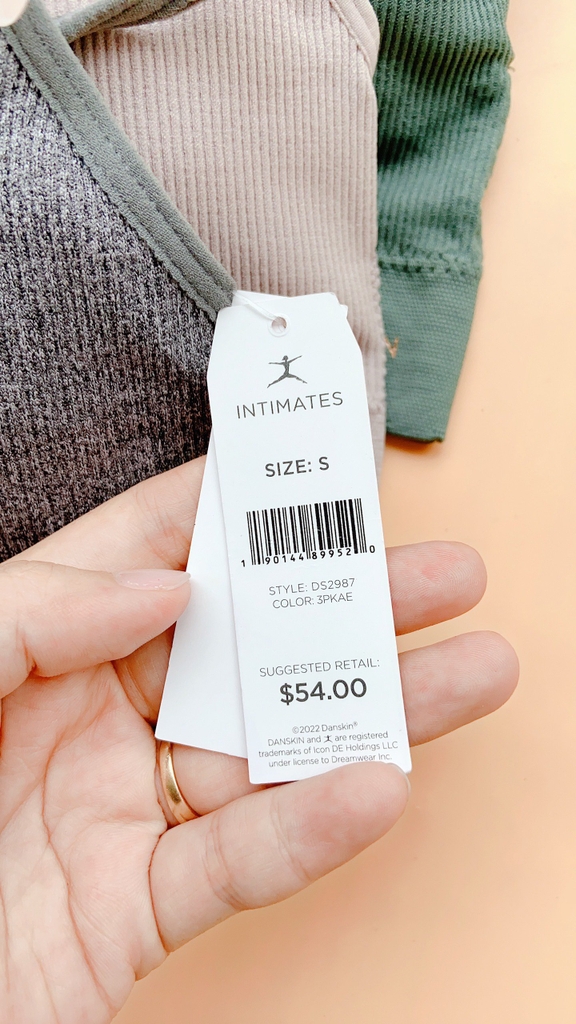 INTIMATES
SIZE: S
1 90144 89952 0
STYLE: DS2987
COLOR: 3PKAE
SUGGESTED RETAIL:
$54.00
©2022 Danskin®
DANSKIN and are registered
trademarks of Icon DE Holdings LLC
under license to Dreamwear Inc.